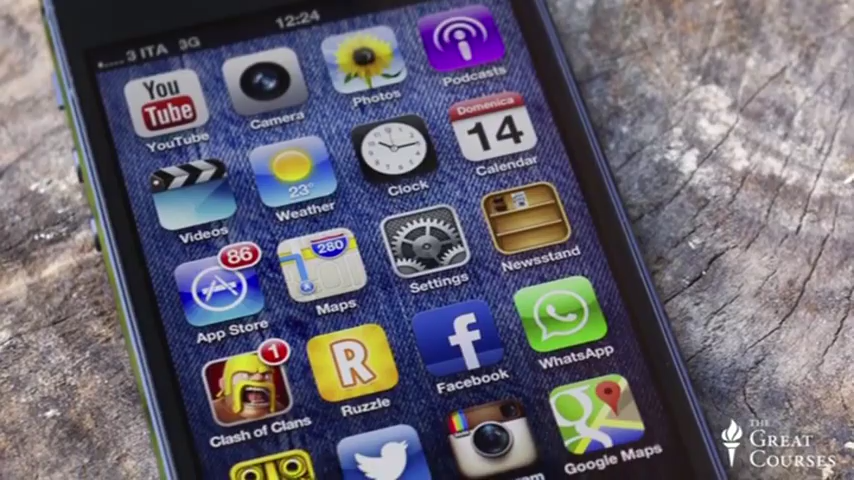 3 ITA 3G 12:24
You
Tube
YouTube
Camera
Photos
Podcasts
Videos
23°
Weather
Clock
Domenica
14
Calendar
86
App Store
280
Maps
Settings
Newsstand
1
Clash of Clans
R
Ruzzle
f
Facebook
WhatsApp
g
Google Maps
THE
GREAT
COURSES